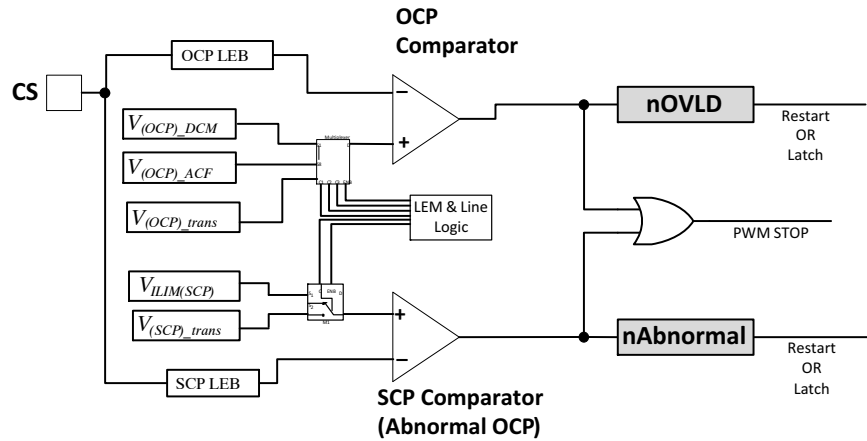 OCP
Comparator
OCP LEB
CS
−
+
nOVLD
Restart
OR
Latch
V(OCP)_DCM
Multiplexer
V(OCP)_ACF
V(OCP)_trans
LEM & Line
Logic
PWM STOP
VILIM(SCP)
V(SCP)_trans
+
−
nAbnormal
Restart
OR
Latch
SCP LEB
SCP Comparator
(Abnormal OCP)